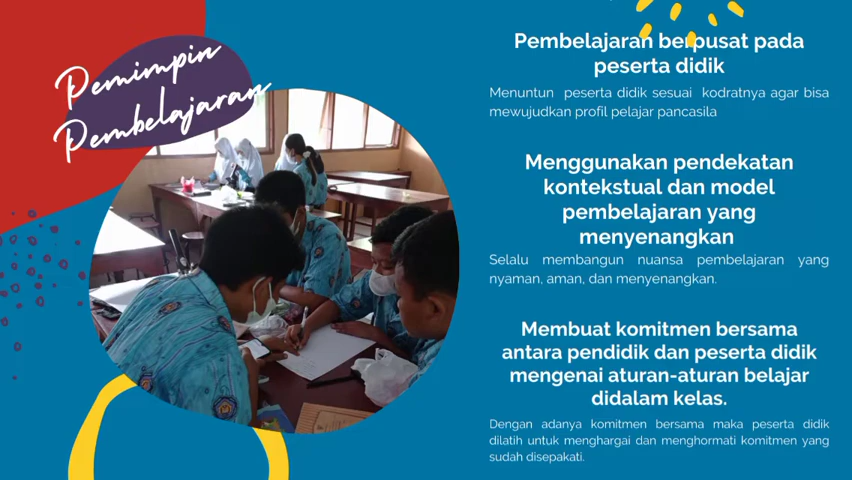 Pemimpin
Pembelajaran
Pembelajaran berpusat pada
peserta didik
Menuntun peserta didik sesuai kodratnya agar bisa
mewujudkan profil pelajar pancasila
Menggunakan pendekatan
kontekstual dan model
pembelajaran yang
menyenangkan
Selalu membangun nuansa pembelajaran yang
nyaman, aman, dan menyenangkan.
Membuat komitmen bersama
antara pendidik dan peserta didik
mengenai aturan-aturan belajar
didalam kelas.
Dengan adanya komitmen bersama maka peserta didik
dilatih untuk menghargai dan menghormati komitmen yang
sudah disepakati.